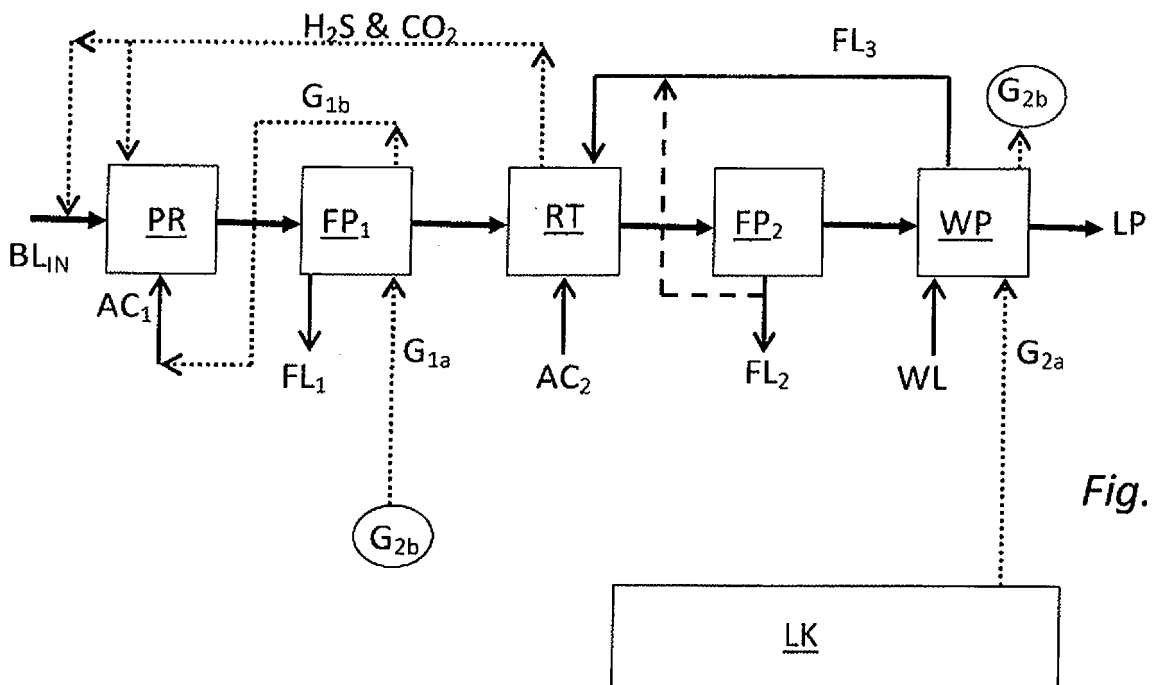 H₂S & CO₂
FL₃
G₁b
G₂b
PR
FP₁
RT
FP₂
WP
LP
BL_IN
AC₁
FL₁
G₁a
AC₂
FL₂
WL
G₂a
G₂b
Fig.
LK